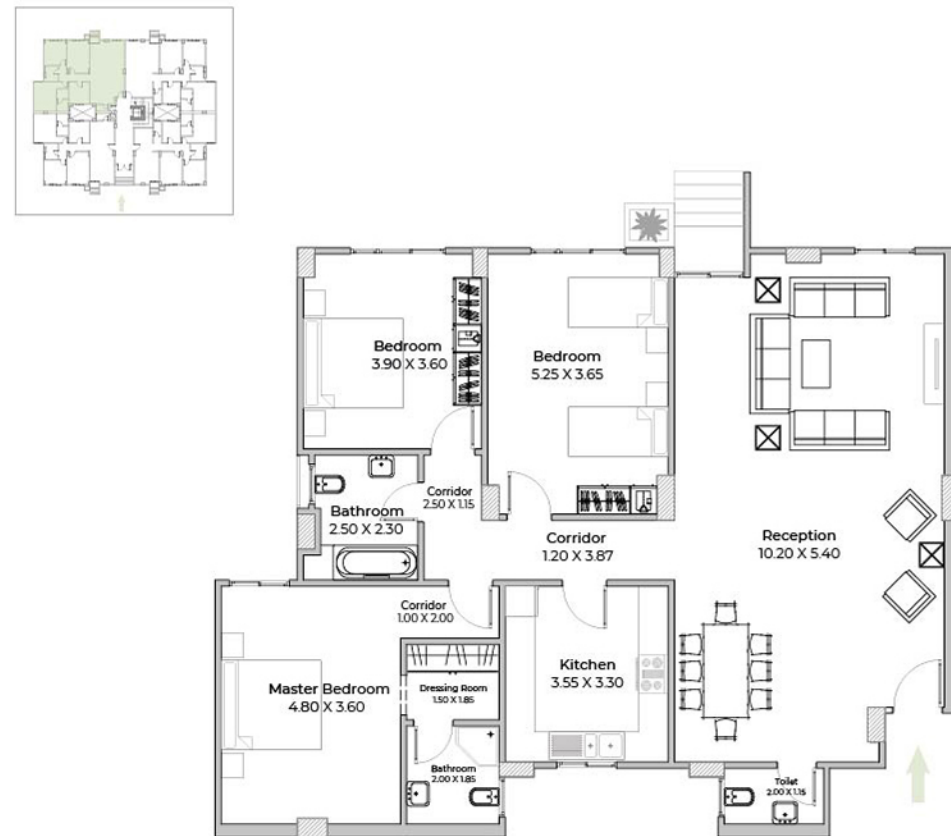 Bedroom
3.90 X 3.60
Bedroom
5.25 X 3.65
Corridor
2.50 X 1.15
Bathroom
2.50 X 2.30
Corridor
1.20 X 3.87
Reception
10.20 X 5.40
Corridor
1.00 X 2.00
Master Bedroom
4.80 X 3.60
Dressing Room
1.50 X 1.85
Kitchen
3.55 X 3.30
Bathroom
2.00 X 1.85
Toilet
2.00 X 1.15